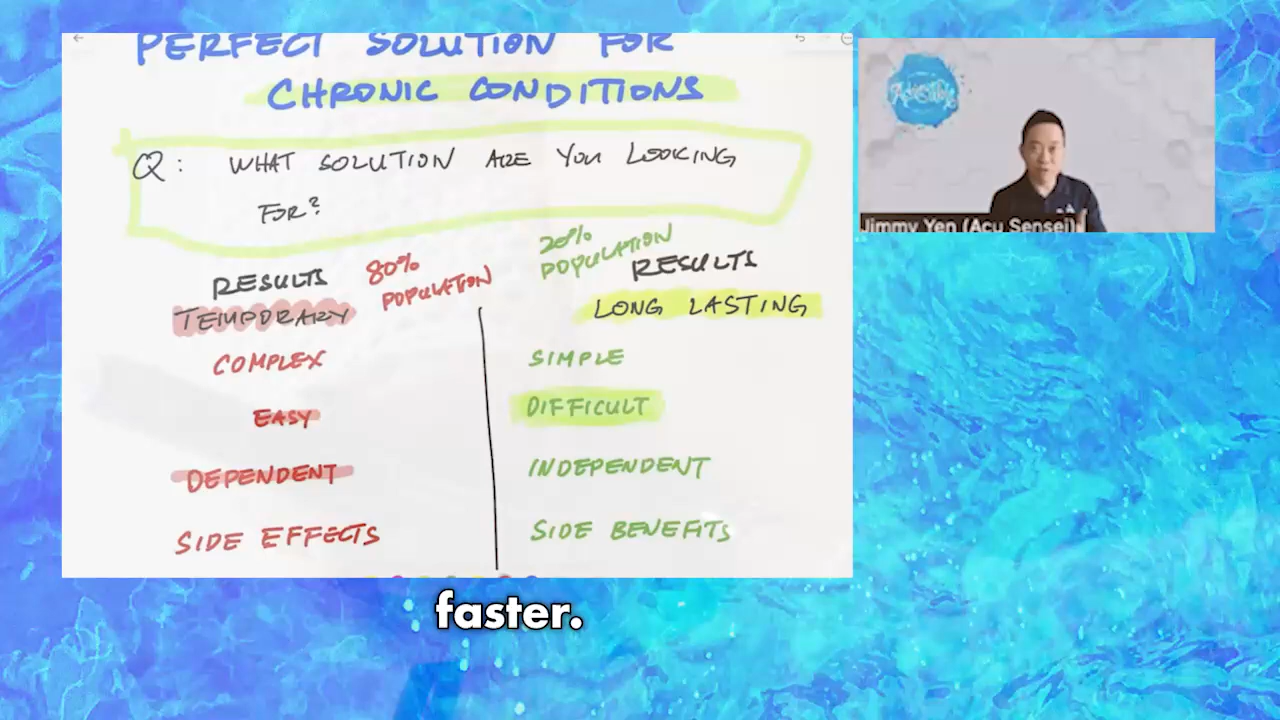 PERFECT SOLUTION FOR
CHRONIC CONDITIONS
Q: WHAT SOLUTION ARE YOU LOOKING
FOR?
RESULTS
80%
POPULATION
TEMPORARY
COMPLEX
EASY
DEPENDENT
SIDE EFFECTS
20%
POPULATION
RESULTS
LONG LASTING
SIMPLE
DIFFICULT
INDEPENDENT
SIDE BENEFITS
Jimmy Yen (Acu Sensei)
faster.